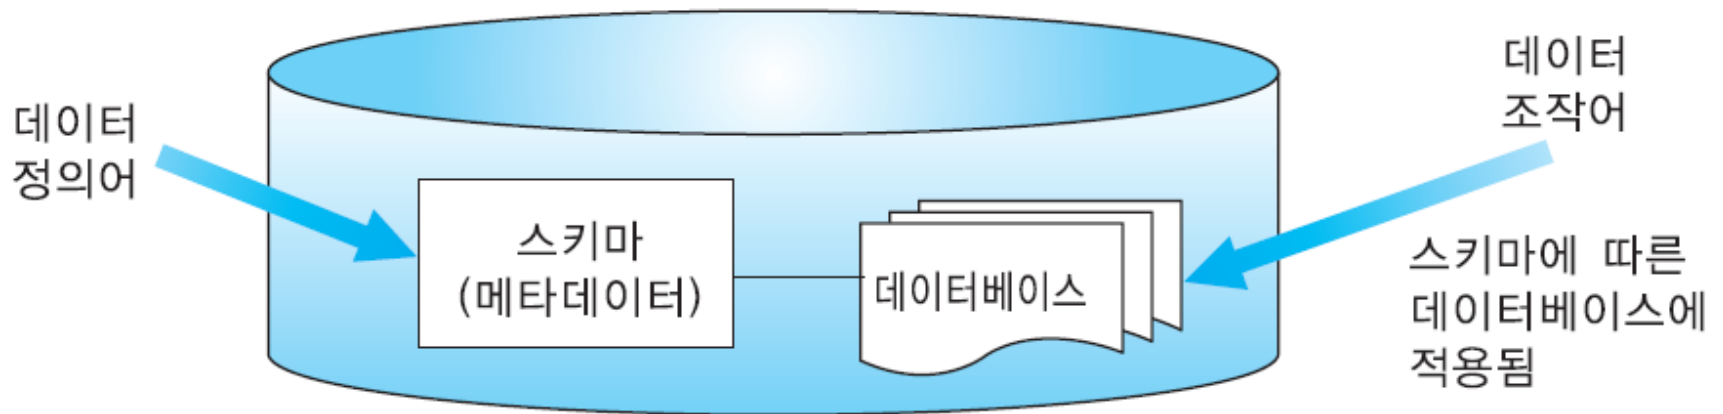 데이터
정의어
스키마
(메타데이터)
데이터베이스
데이터
조작어
스키마에 따른
데이터베이스에
적용됨